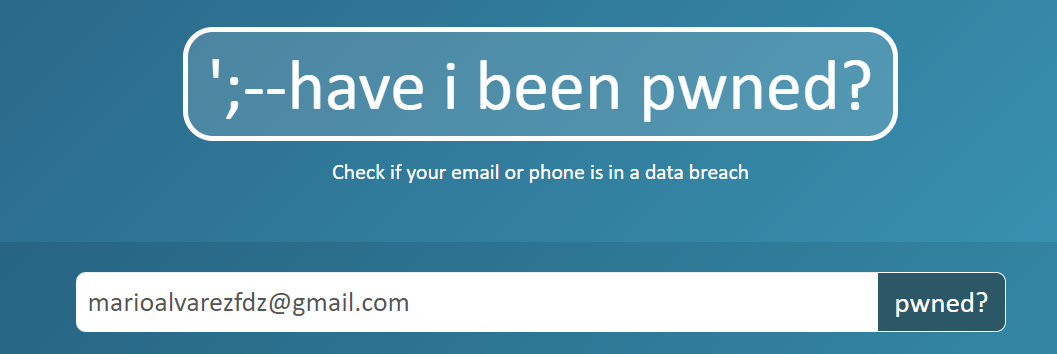 ';--have i been pwned?
Check if your email or phone is in a data breach
marioalvarezfdz@gmail.com pwned?